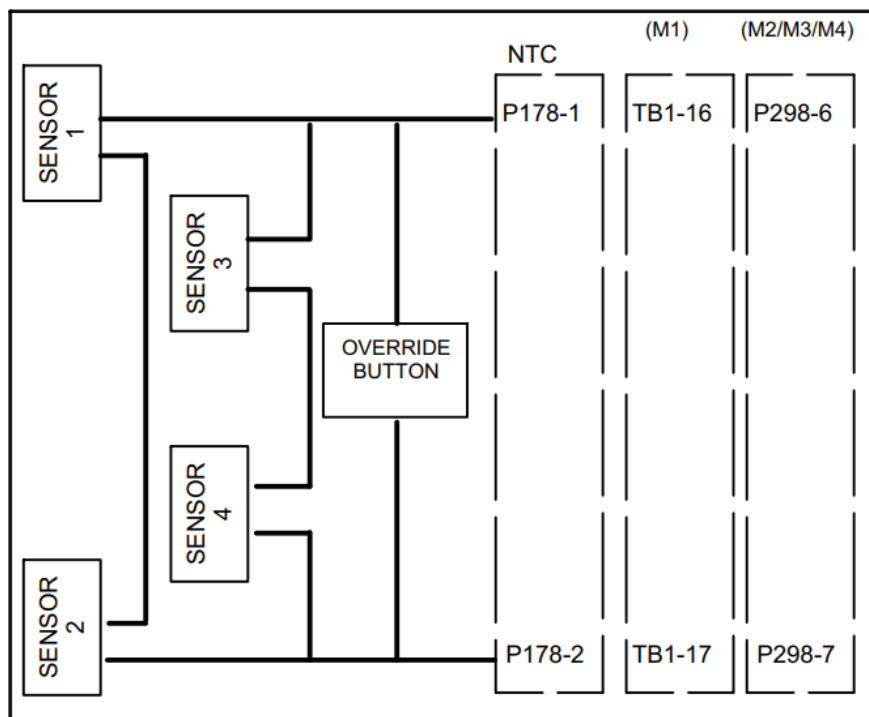 (M1)
(M2/M3/M4)
NTC
SENSOR
1
P178-1
TB1-16
P298-6
SENSOR
3
OVERRIDE
BUTTON
SENSOR
4
SENSOR
2
P178-2
TB1-17
P298-7